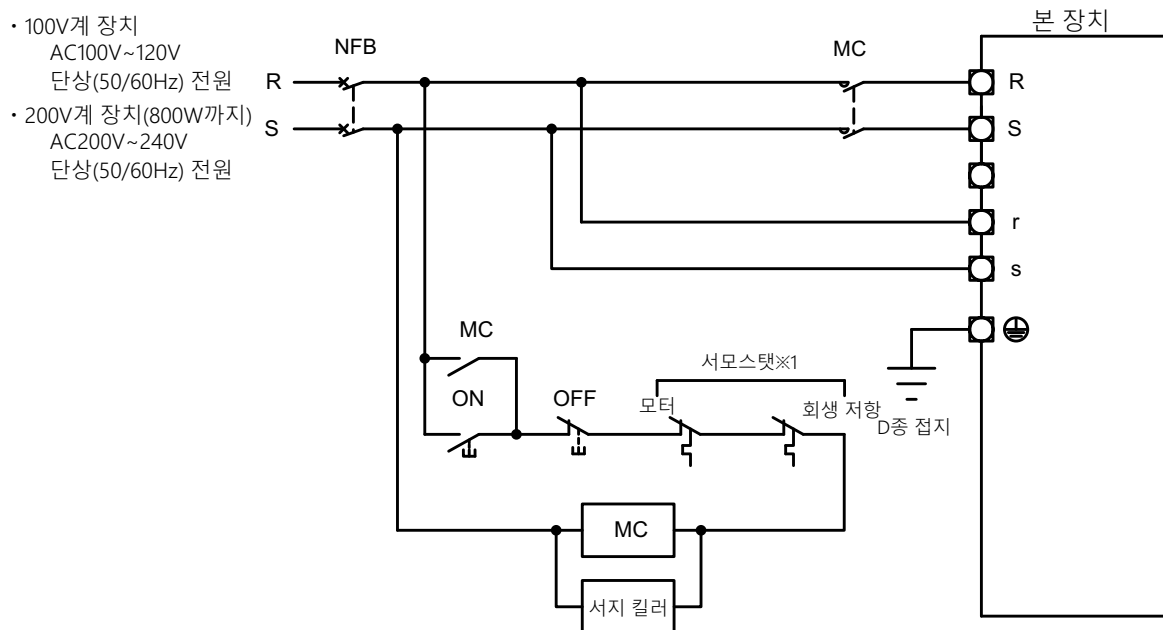 ・100V계 장치
AC100V~120V
단상(50/60Hz) 전원
・200V계 장치(800W까지)
AC200V~240V
단상(50/60Hz) 전원
NFB
MC
본 장치
R
R
S
S
r
s
MC
ON
OFF
서모스탯※1
모터
회생 저항
D종 접지
MC
서지 킬러